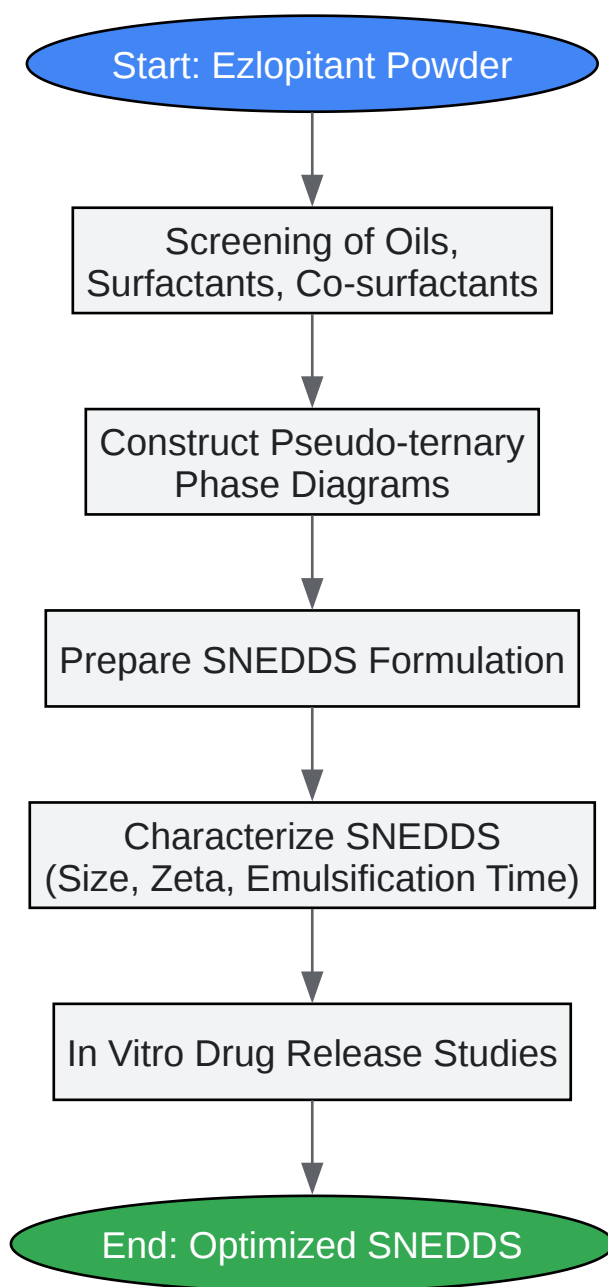 Start: Ezlopitant Powder
Screening of Oils,
Surfactants, Co-surfactants
Construct Pseudo-ternary
Phase Diagrams
Prepare SNEDDS Formulation
Characterize SNEDDS
(Size, Zeta, Emulsification Time)
In Vitro Drug Release Studies
End: Optimized SNEDDS